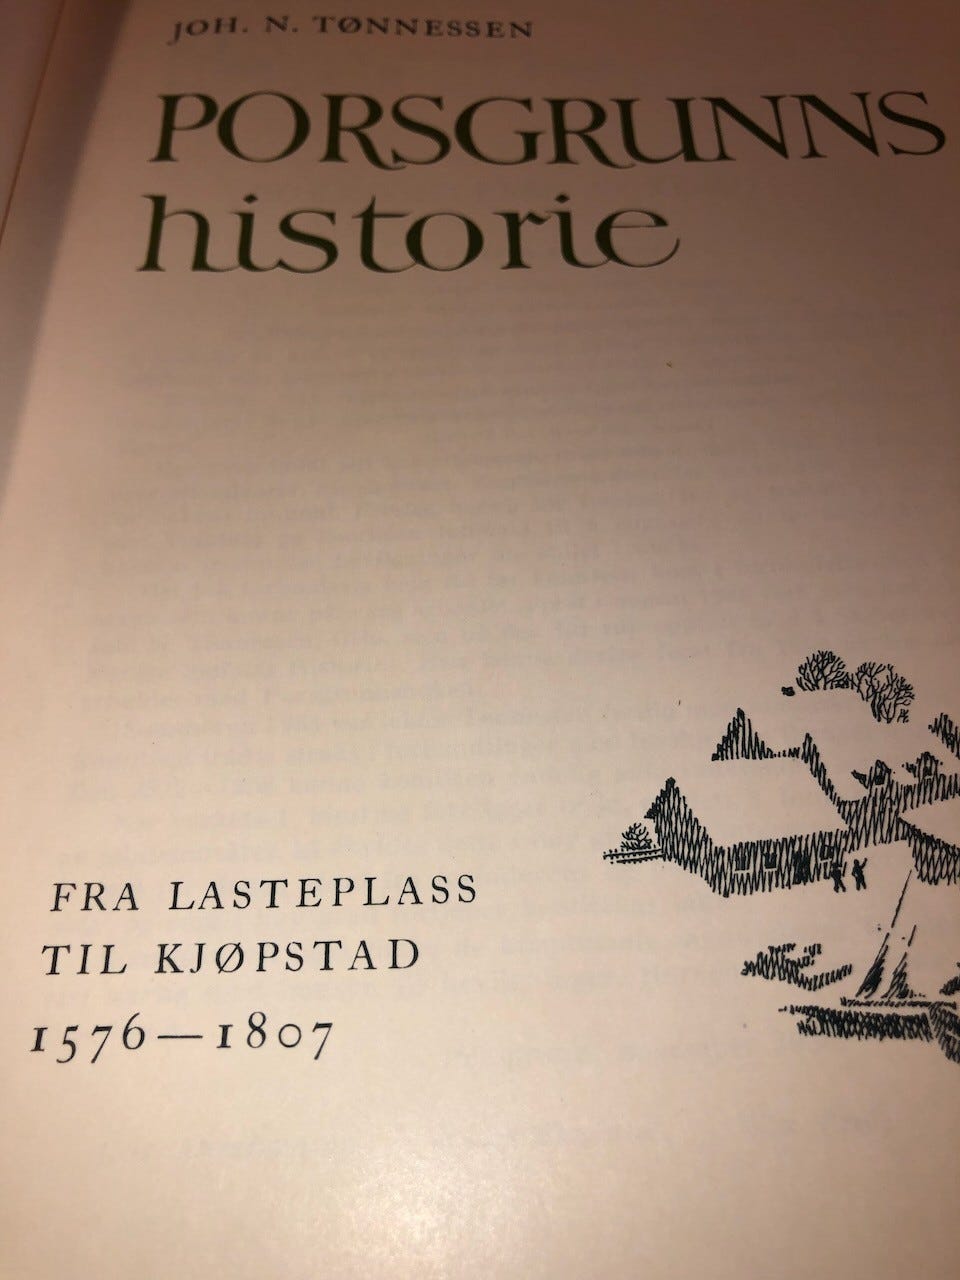 JOH. N. TØNNESSEN
PORSGRUNNS
historie
FRA LASTEPLASS
TIL KJØPSTAD
1576—1807